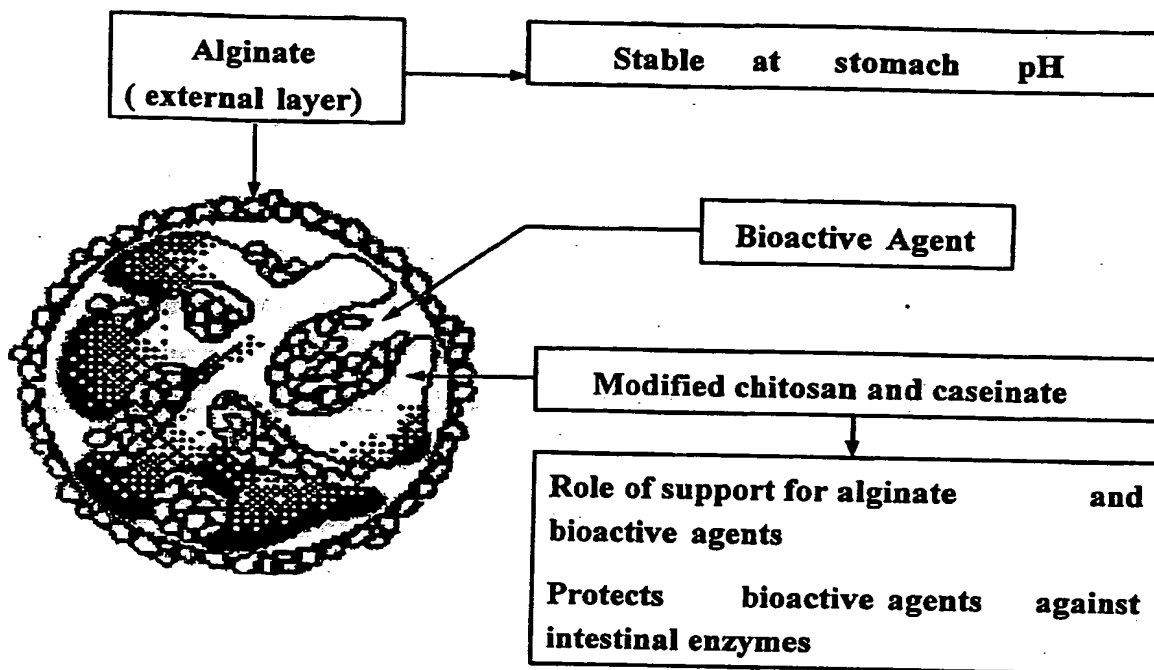 Alginate
( external layer)
Stable at stomach pH
Bioactive Agent
Modified chitosan and caseinate
Role of support for alginate and
bioactive agents
Protects bioactive agents against
intestinal enzymes